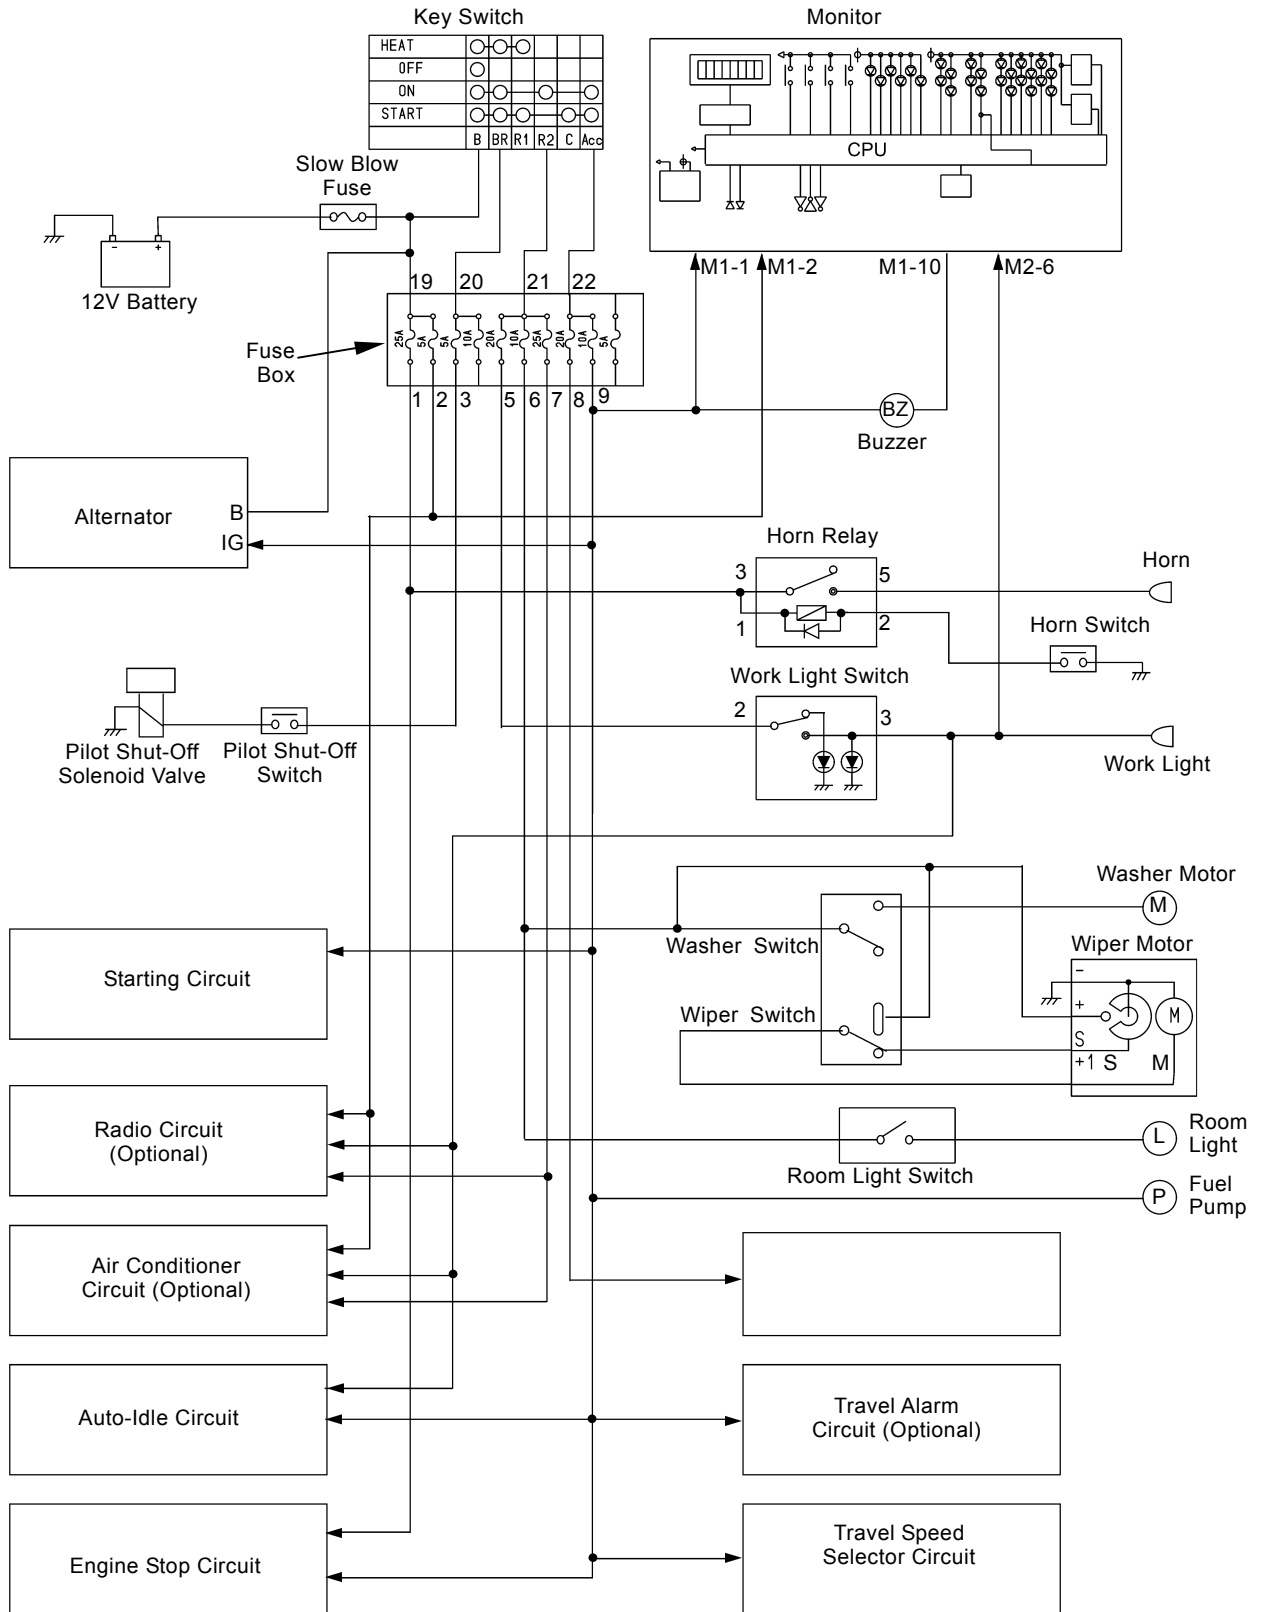 Key Switch
Monitor
HEAT
OFF
ON
START
B BR R1 R2 C Acc
CPU
Slow Blow
Fuse
- +
12V Battery
M1-1 M1-2 M1-10 M2-6
19 20 21 22
25A 5A 5A 10A 20A 10A 25A 20A 10A 5A
Fuse
Box
1 2 3 5 6 7 8 9
BZ
Buzzer
Alternator
B
IG
Horn Relay
3 5
1 2
Horn
Horn Switch
Work Light Switch
2 3
Work Light
Pilot Shut-Off
Solenoid Valve
Pilot Shut-Off
Switch
Washer Motor
M
Washer Switch
Wiper Motor
-
+
M
S
+1 S M
Wiper Switch
Starting Circuit
Radio Circuit
(Optional)
L
Room
Light
Room Light Switch
P
Fuel
Pump
Air Conditioner
Circuit (Optional)
Auto-Idle Circuit
Travel Alarm
Circuit (Optional)
Engine Stop Circuit
Travel Speed
Selector Circuit